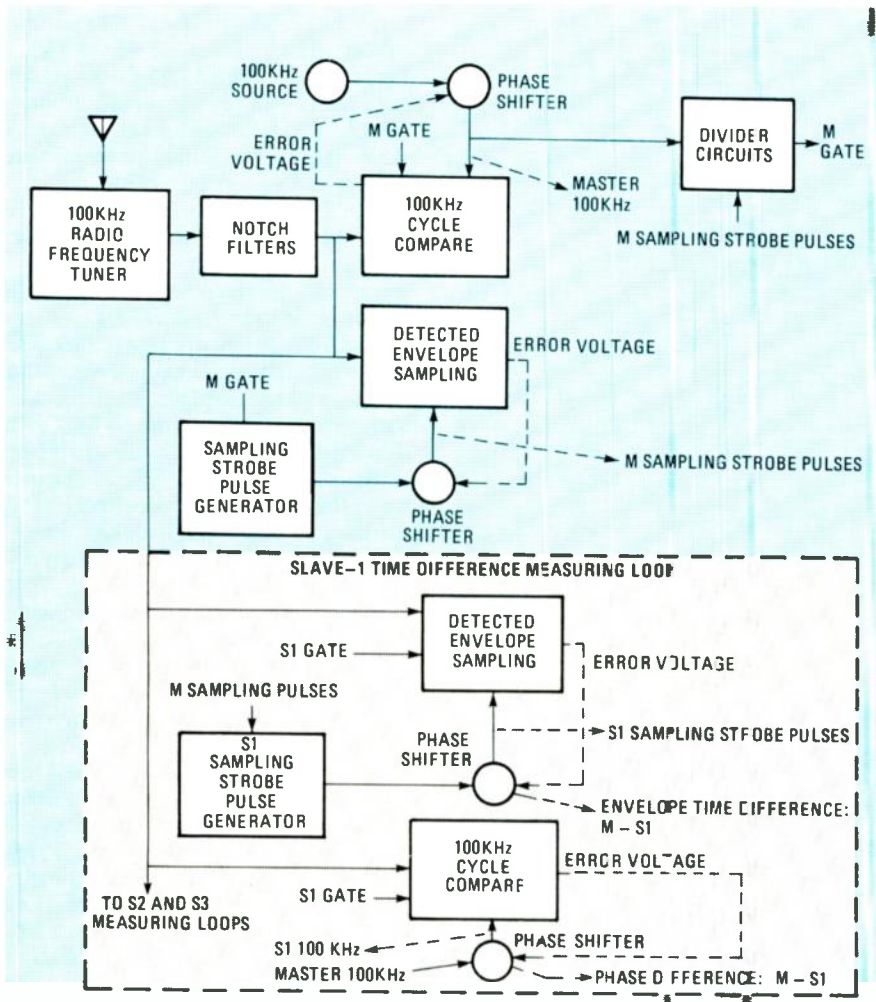 100KHz
SOURCE
PHASE
SHIFTER
ERROR
VOLTAGE
M GATE
DIVIDER
CIRCUITS
M
GATE
100KHz
RADIO
FREQUENCY
TUNER
NOTCH
FILTERS
100KHz
CYCLE
COMPARE
MASTER
100KHz
M SAMPLING STROBE PULSES
DETECTED
ENVELOPE
SAMPLING
ERROR VOLTAGE
M GATE
SAMPLING
STROBE
PULSE
GENERATOR
M SAMPLING STROBE PULSES
PHASE
SHIFTER
SLAVE-1 TIME DIFFERENCE MEASURING LOOP
DETECTED
ENVELOPE
SAMPLING
S1 GATE
ERROR VOLTAGE
M SAMPLING PULSES
S1
SAMPLING
STROBE
PULSE
GENERATOR
PHASE
SHIFTER
S1 SAMPLING STROBE PULSES
ENVELOPE TIME DIFFERENCE:
M - S1
100KHz
CYCLE
COMPARE
ERROR VOLTAGE
S1 GATE
TO S2 AND S3
MEASURING LOOPS
S1 100 KHz
PHASE SHIFTER
MASTER 100KHz
PHASE DIFFERENCE: M - S1